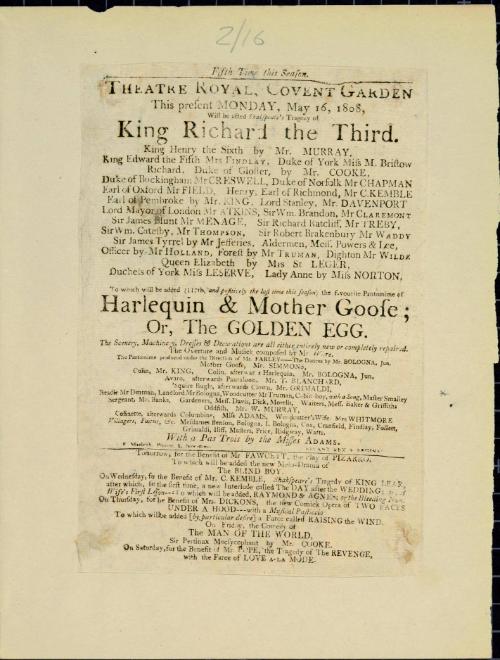 2/16
Fifth Time this Season.
THEATRE ROYAL, COVENT GARDEN
This present MONDAY, May 16, 1808,
Will be acted Shakspeare's Tragedy of
King Richard the Third.
King Henry the Sixth by Mr. MURRAY,
King Edward the Fifth Mrs FINDLAY, Duke of York Miss M. Bristow
Richard, Duke of Gloster, by Mr. COOKE,
Duke of Buckingham Mr CRESWELL, Duke of Norfolk Mr CHAPMAN
Earl of Oxford Mr FIELD, Henry, Earl of Richmond, Mr C. KEMBLE
Earl of Pembroke by Mr. KING, Lord Stanley, Mr. DAVENPORT
Lord Mayor of London Mr ATKINS, Sir Wm. Brandon, Mr CLAREMONT
Sir James Blunt Mr MENAGE, Sir Richard Ratcliff, Mr TREBY,
Sir Wm. Catesby, Mr THOMPSON, Sir Robert Brakenbury Mr WADDY
Sir James Tyrrel by Mr Jefferies, Aldermen, Mess. Powers & Lee,
Officer by Mr HOLLAND, Forest by Mr TRUMAN, Dighton Mr WILDE
Queen Elizabeth by Mrs St LEGER,
Duchess of York Miss LESERVE, Lady Anne by Miss NORTON,
To which will be added (117th, and positively the last time this season) the favourite Pantomime of
Harlequin & Mother Goose;
Or, The GOLDEN EGG.
The Scenery, Machinery, Dresses & Decorations are all either entirely new or completely repaired.
The Overture and Musick composed by Mr Ware.
The Pantomime produced under the Direction of Mr. FARLEY—The Dances by Mr. BOLOGNA, Jun.
Mother Goose, Mr. SIMMONS,
Colin, Mr. KING, Colin, afterwards Harlequin, Mr. BOLOGNA, Jun.
Avaro, afterwards Pantaloon, Mr. T. BLANCHARD,
Squire Bugle, afterwards Clown, Mr. GRIMALDI,
Beadle Mr Denman, Landlord Mr Bologna, Woodcutter Mr Truman, Cabin-boy, with a Song, Master Smalley
Sergeant, Mr. Banks, Gardeners, Mess. Davis, Dick, Morelli, Waiters, Mess. Baker & Griffiths
Oddfish, Mr. W. MURRAY,
Colinette, afterwards Columbine, Miss ADAMS, Woodcutter's Wife, Mrs WHITMORE
Villagers, Fairies, &c. Mesdames Benson, Bologna, L. Bologna, Cox, Cranfield, Findlay, Follett,
Grimaldi, Iliff, Masters, Price, Ridgway, Watts,
With a Pas Trois by the Misses ADAMS.
Tomorrow, for the Benefit of Mr FAWCETT, the Play of PIZARRO.
To which will be added the new Melo-Drama of
The BLIND BOY.
On Wednesday, for the Benefit of Mr. C. KEMBLE, Shakspeare's Tragedy of KING LEAR,
after which, for the first time, a new Interlude called The DAY after the WEDDING; or, A
Wife's First Lesson—to which will be added, RAYMOND & AGNES; or the Bleeding Nun.
On Thursday, for the Benefit of Mrs. DICKONS, the new Comick Opera of TWO FACES
UNDER A HOOD—with a Musical Pasticcio
To which will be added [by particular desire] a Farce called RAISING the WIND.
On Friday, the Comedy of
The MAN OF THE WORLD,
Sir Pertinax Macsycophant by Mr. COOKE.
On Saturday, for the Benefit of Mr. POPE, the Tragedy of The REVENGE,
with the Farce of LOVE A-LA MODE.